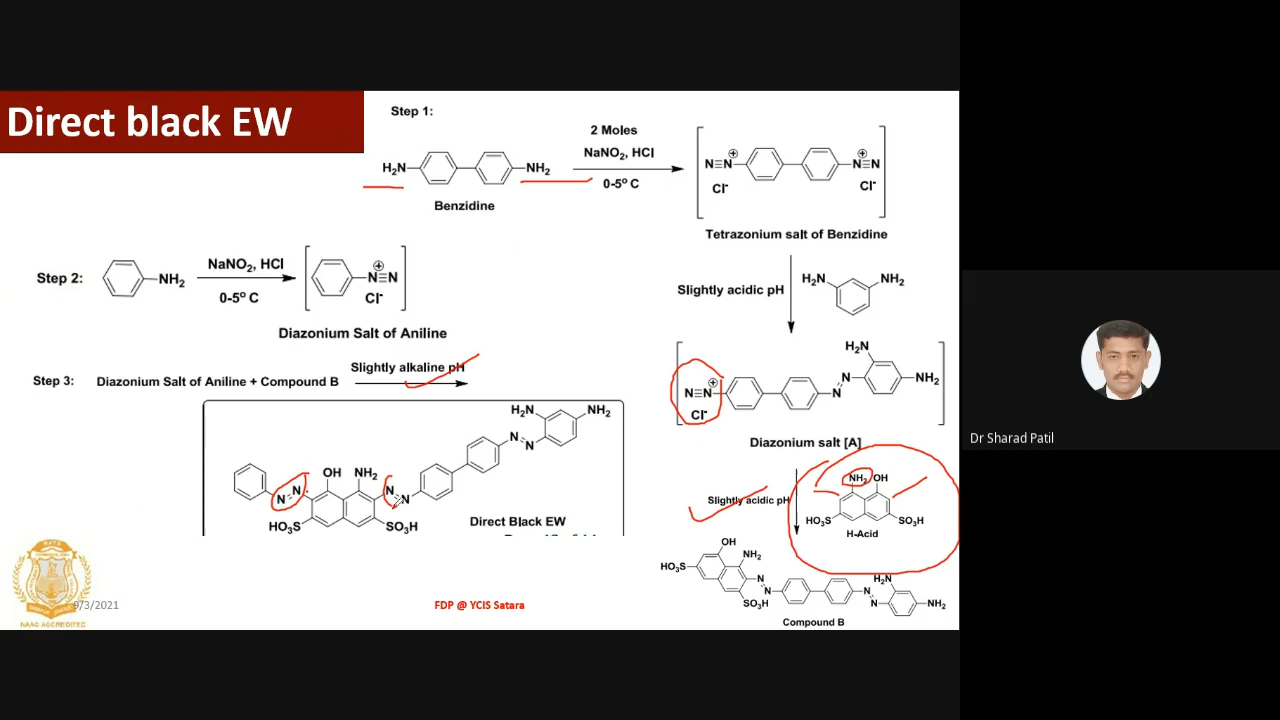 Direct black EW
Step 1:
2 Moles
NaNO2, HCl
0-5° C
H2N
NH2
Benzidine
N≡N
⊕
Cl-
⊕
N≡N
Cl-
Tetrazonium salt of Benzidine
Step 2:
NH2
NaNO2, HCl
0-5° C
⊕
N≡N
Cl-
Diazonium Salt of Aniline
Slightly acidic pH
H2N
NH2
Step 3:
Diazonium Salt of Aniline + Compound B
Slightly alkaline pH
⊕
N≡N
Cl-
N
N
H2N
NH2
Diazonium salt [A]
H2N
NH2
N
N
OH
NH2
N
N
N
N
HO3S
SO3H
Direct Black EW
Slightly acidic pH
NH2
OH
HO3S
SO3H
H-Acid
OH
NH2
HO3S
SO3H
N
N
N
N
H2N
NH2
Compound B
9/3/2021
FDP @ YCIS Satara
NAAC ACCREDITED
Dr Sharad Patil